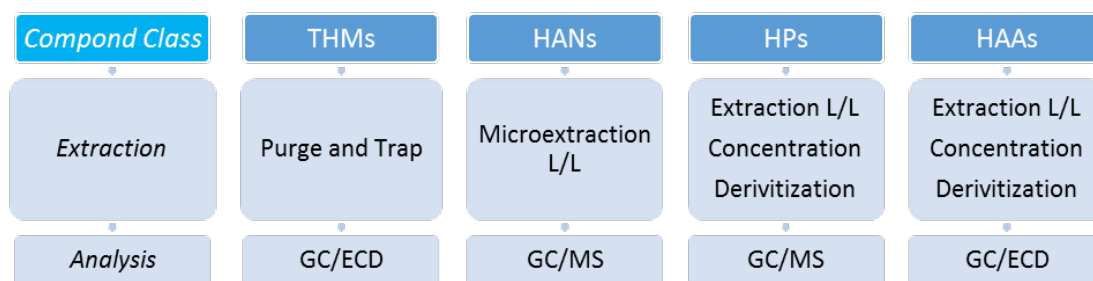 Compond Class
THMs
HANs
HPs
HAAs
Extraction
Purge and Trap
Microextraction
L/L
Extraction L/L
Concentration
Derivitization
Extraction L/L
Concentration
Derivitization
Analysis
GC/ECD
GC/MS
GC/MS
GC/ECD